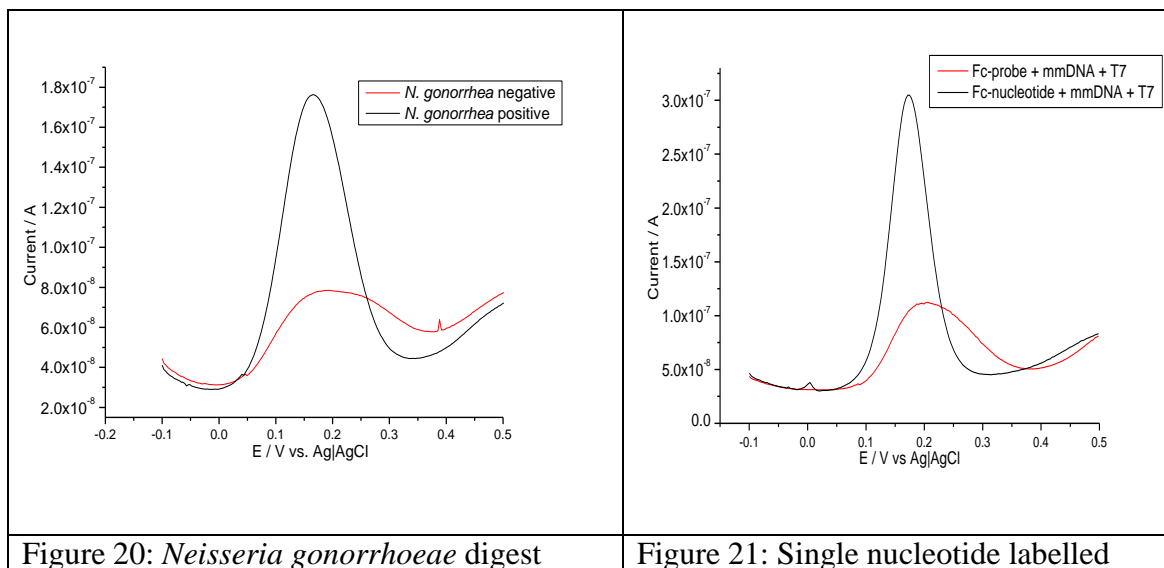 N. gonorrhea negative
N. gonorrhea positive
1.8x10-7
1.6x10-7
1.4x10-7
1.2x10-7
1.0x10-7
8.0x10-8
6.0x10-8
4.0x10-8
2.0x10-8
Current / A
-0.2 -0.1 0.0 0.1 0.2 0.3 0.4 0.5
E / V vs. Ag|AgCl
Figure 20: Neisseria gonorrhoeae digest
Fc-probe + mmDNA + T7
Fc-nucleotide + mmDNA + T7
3.0x10-7
2.5x10-7
2.0x10-7
1.5x10-7
1.0x10-7
5.0x10-8
0.0
Current / A
-0.1 0.0 0.1 0.2 0.3 0.4 0.5
E / V vs Ag|AgCl
Figure 21: Single nucleotide labelled